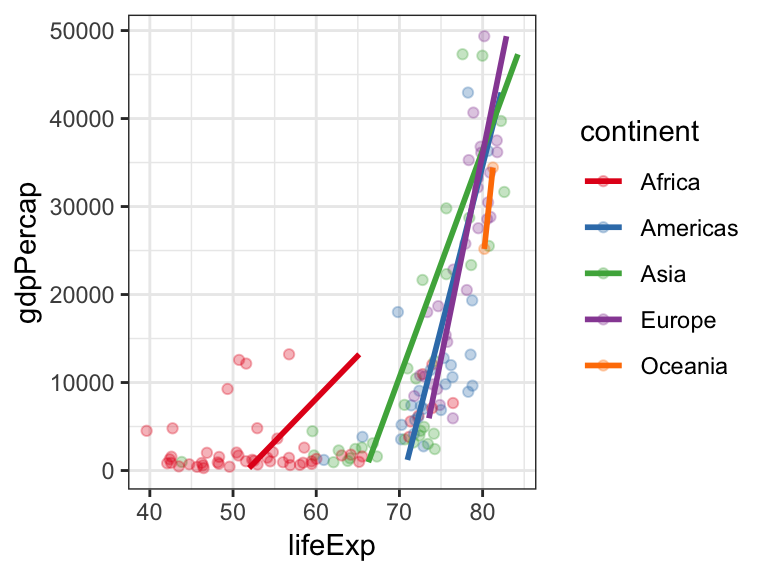 50000
40000
30000
20000
10000
0
gdpPercap
40 50 60 70 80
lifeExp
continent
Africa
Americas
Asia
Europe
Oceania